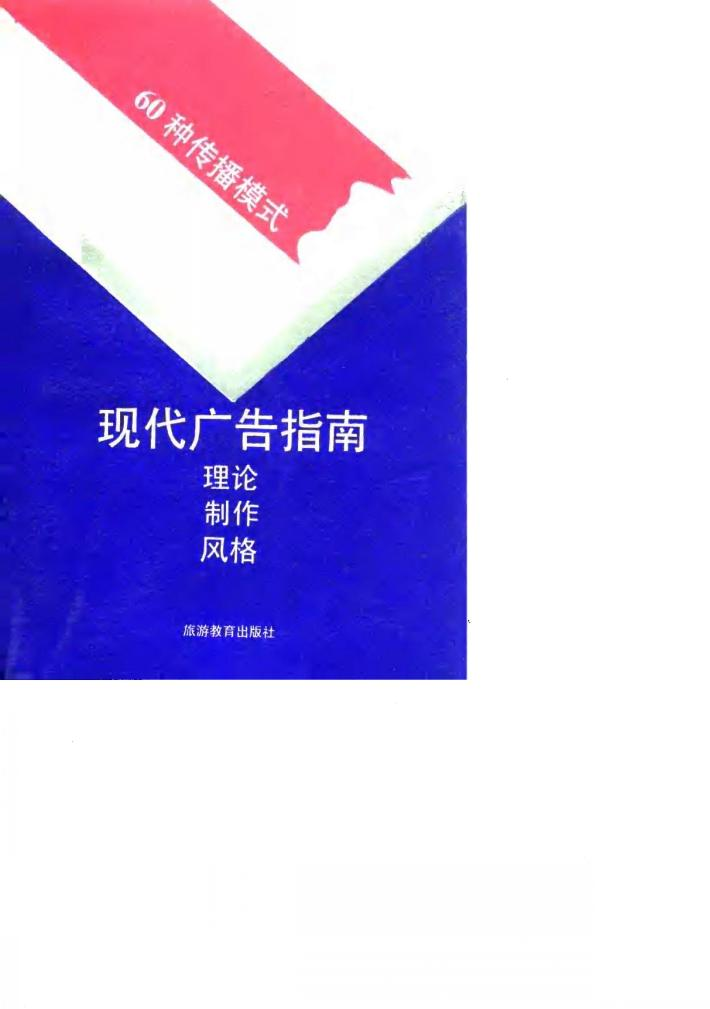 60种传播模式
现代广告指南
理论
制作
风格
旅游教育出版社